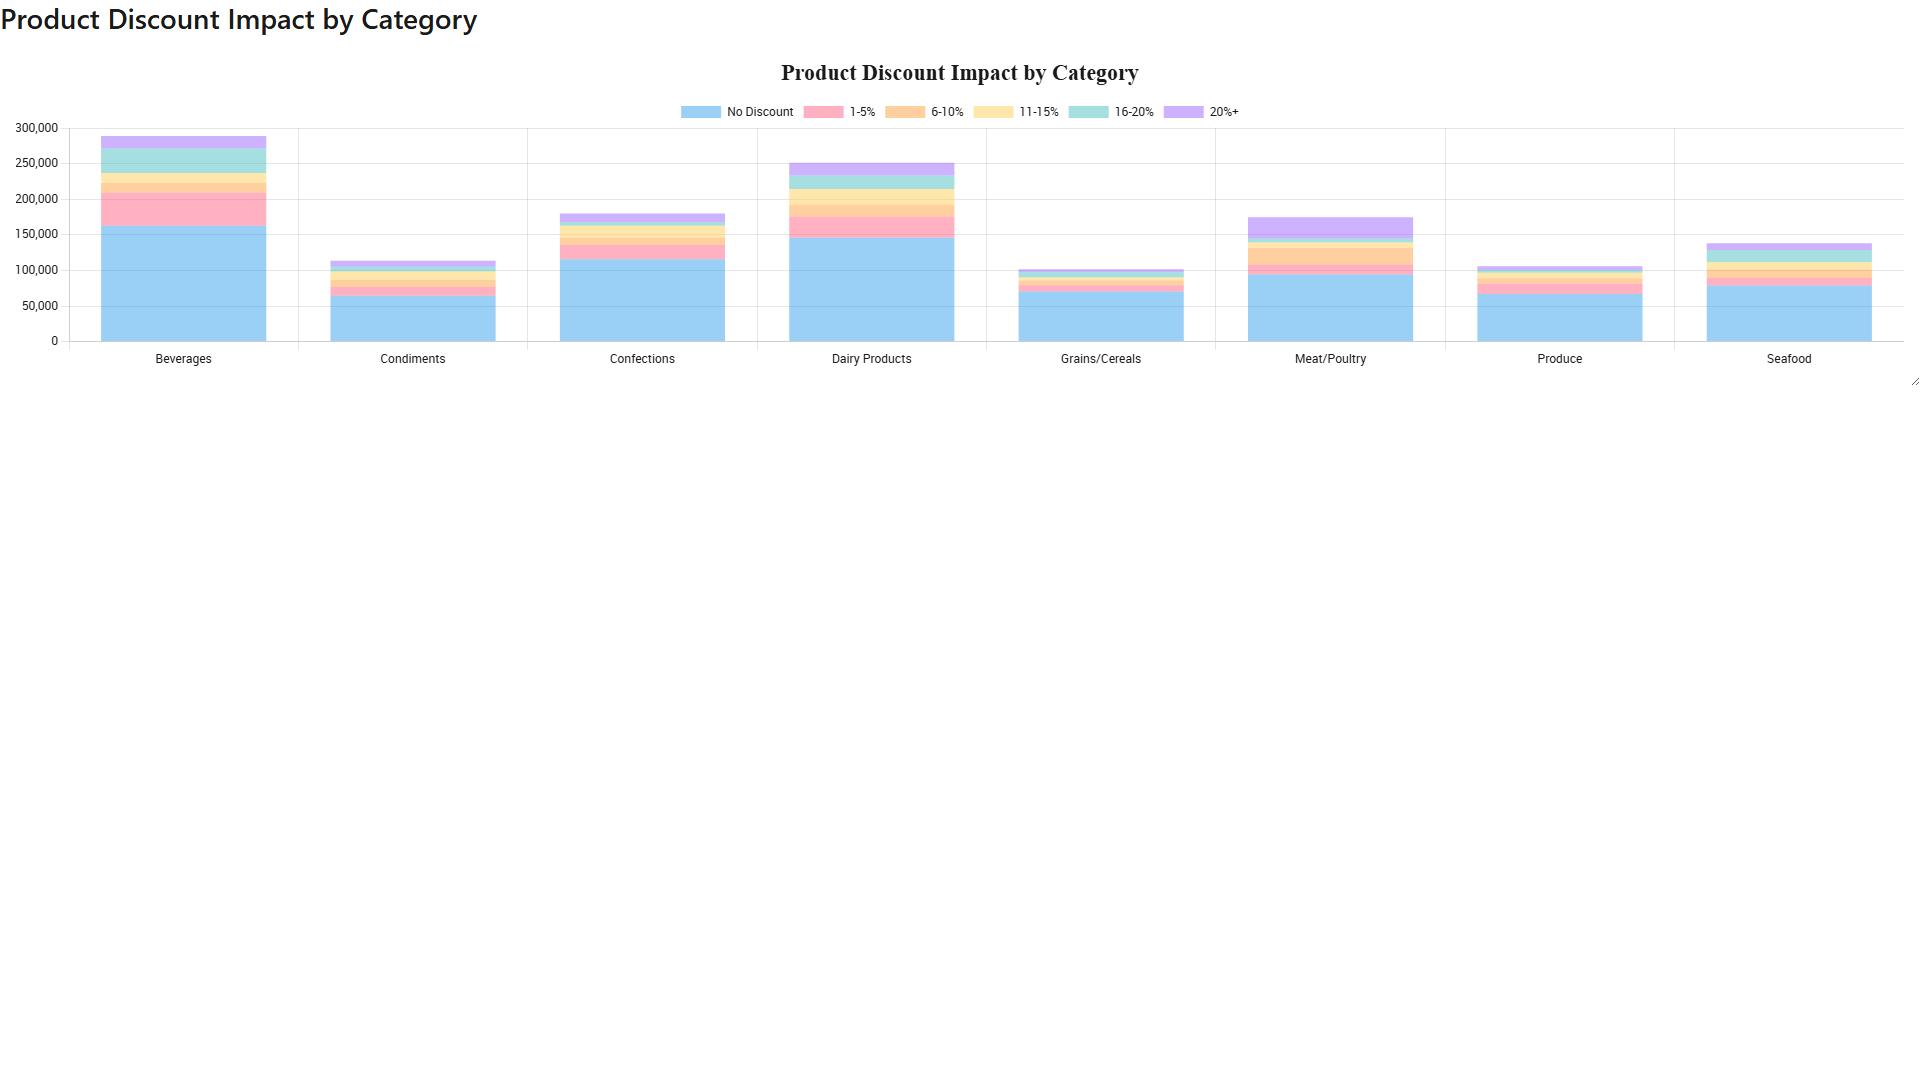 Product Discount Impact by Category
Product Discount Impact by Category
No Discount 1-5% 6-10% 11-15% 16-20% 20%+
300,000
250,000
200,000
150,000
100,000
50,000
0
Beverages Condiments Confections Dairy Products Grains/Cereals Meat/Poultry Produce Seafood